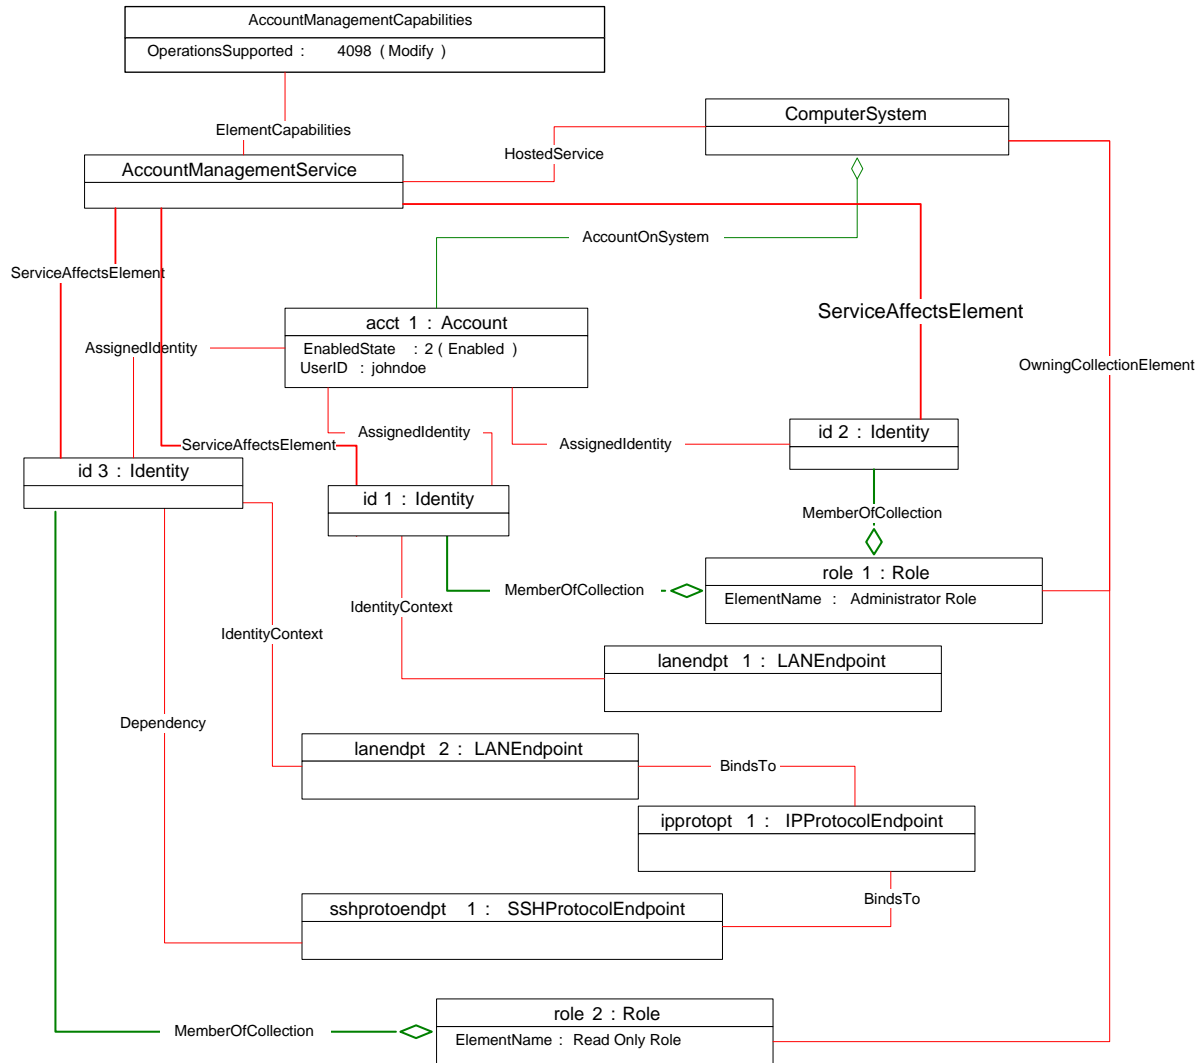 AccountManagementCapabilities
OperationsSupported : 4098 ( Modify )
ComputerSystem
ElementCapabilities
HostedService
AccountManagementService
AccountOnSystem
ServiceAffectsElement
ServiceAffectsElement
acct 1 : Account
EnabledState : 2 ( Enabled )
UserID : johndoe
AssignedIdentity
OwningCollectionElement
AssignedIdentity
ServiceAffectsElement
AssignedIdentity
id 2 : Identity
id 3 : Identity
id 1 : Identity
MemberOfCollection
role 1 : Role
ElementName : Administrator Role
MemberOfCollection
IdentityContext
IdentityContext
lanendpt 1 : LANEndpoint
Dependency
lanendpt 2 : LANEndpoint
BindsTo
ipprotopt 1 : IPProtocolEndpoint
BindsTo
sshprotoendpt 1 : SSHProtocolEndpoint
role 2 : Role
ElementName : Read Only Role
MemberOfCollection